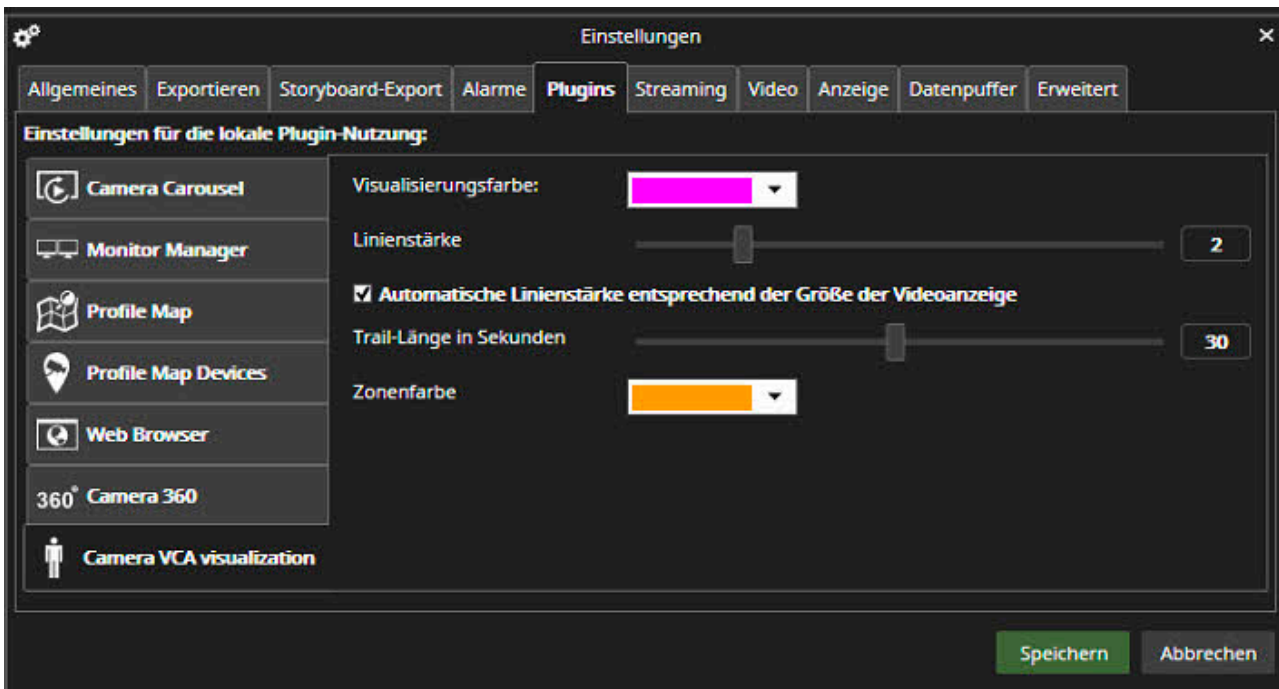 Einstellungen
Allgemeines Exportieren Storyboard-Export Alarme Plugins Streaming Video Anzeige Datenpuffer Erweitert
Einstellungen für die lokale Plugin-Nutzung:
Camera Carousel
Monitor Manager
Profile Map
Profile Map Devices
Web Browser
360° Camera 360
Camera VCA visualization
Visualisierungsfarbe:
Linienstärke 2
Automatische Linienstärke entsprechend der Größe der Videoanzeige
Trail-Länge in Sekunden 30
Zonenfarbe
Speichern Abbrechen